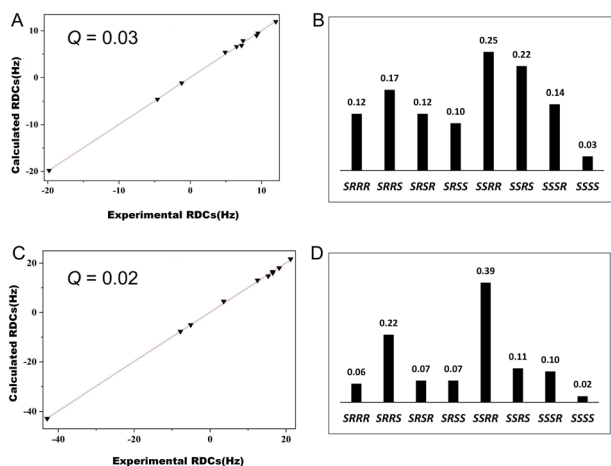 A
Q = 0.03
Calculated RDCs(Hz)
10
0
-10
-20
-20 -10 0 10
Experimental RDCs(Hz)
B
0.12 0.17 0.12 0.10 0.25 0.22 0.14 0.03
SRRR SRRS SRSR SRSS SSRR SSRS SSSR SSSS
C
Q = 0.02
Calculated RDCs(Hz)
20
0
-20
-40
-40 -20 0 20
Experimental RDCs(Hz)
D
0.06 0.22 0.07 0.07 0.39 0.11 0.10 0.02
SRRR SRRS SRSR SRSS SSRR SSRS SSSR SSSS